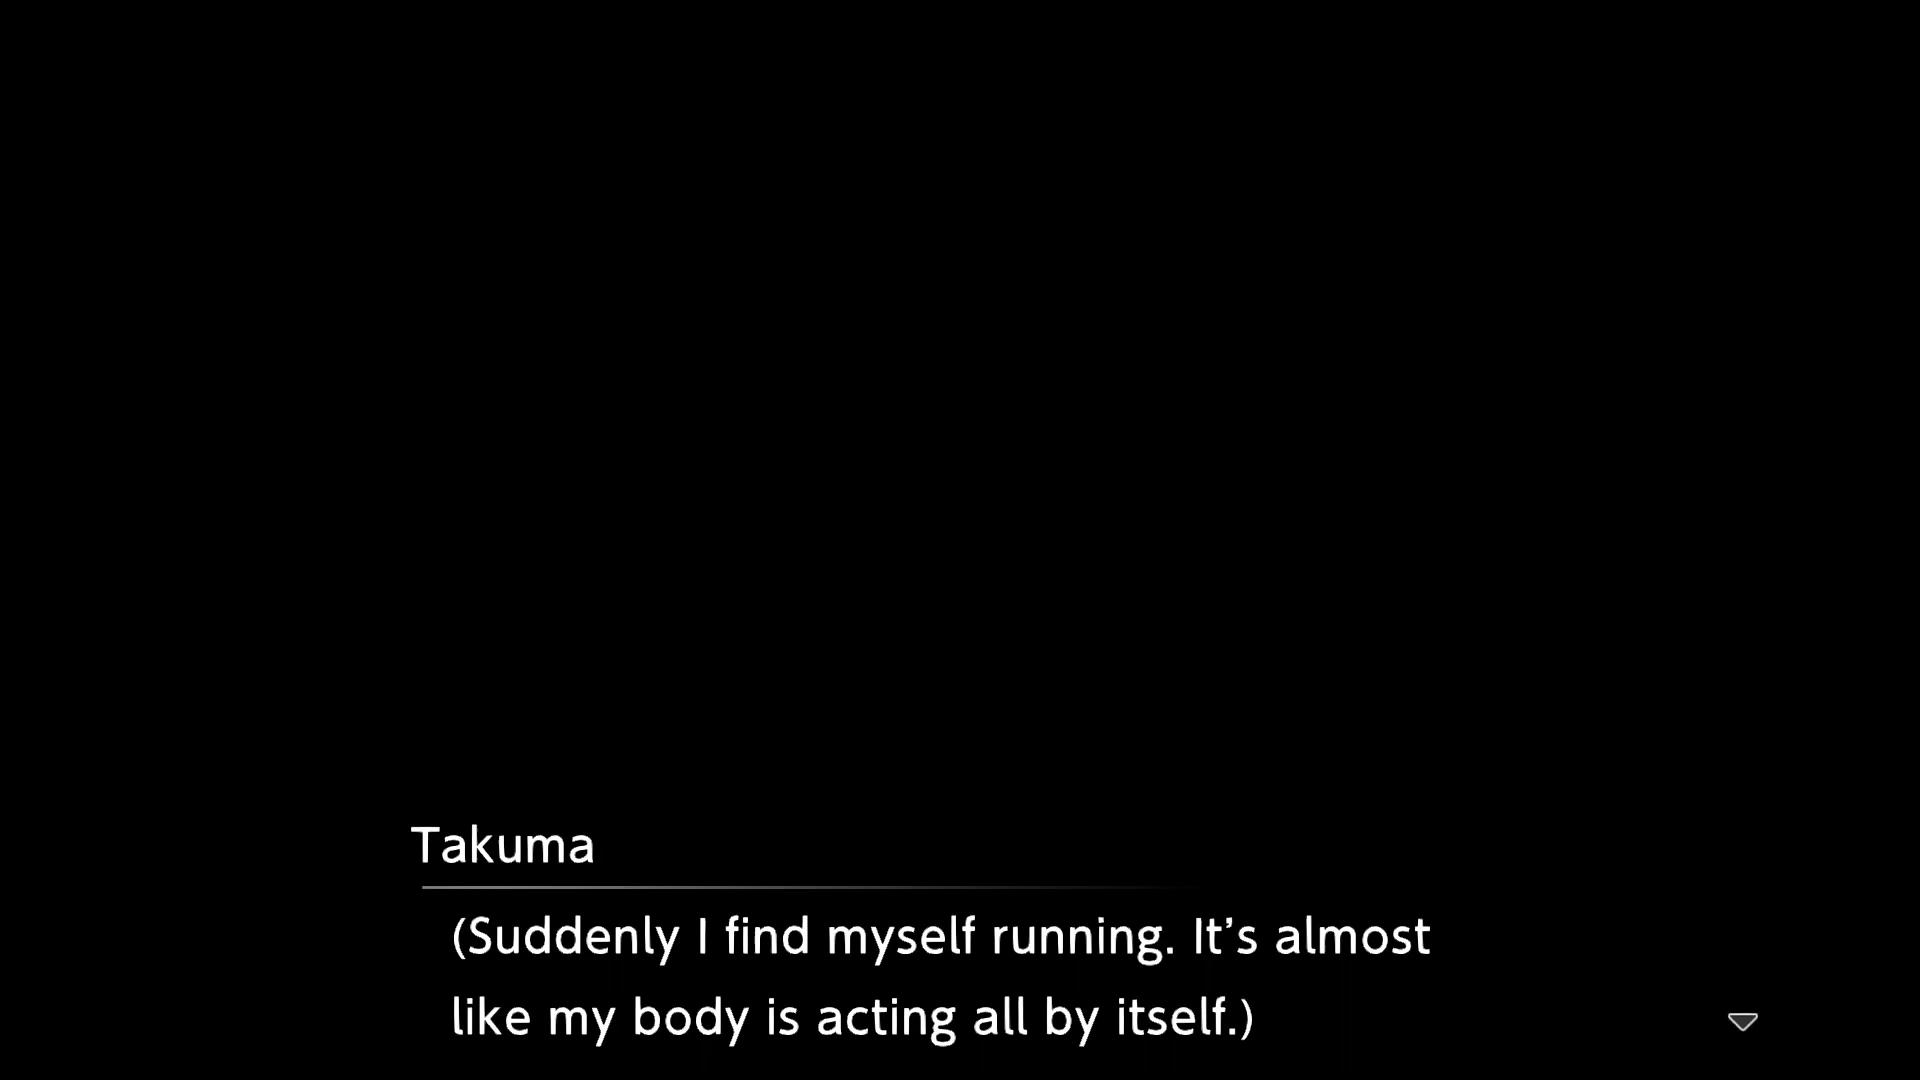 Takuma
(Suddenly I find myself running. It’s almost
like my body is acting all by itself.)